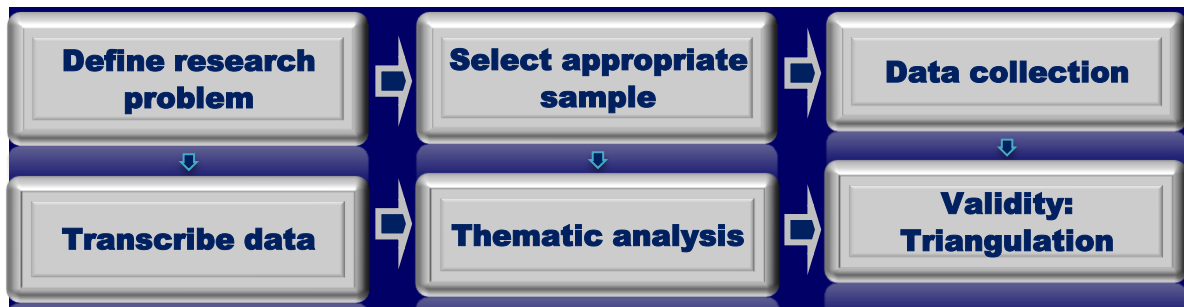 Define research
problem
Select appropriate
sample
Data collection
Transcribe data
Thematic analysis
Validity:
Triangulation